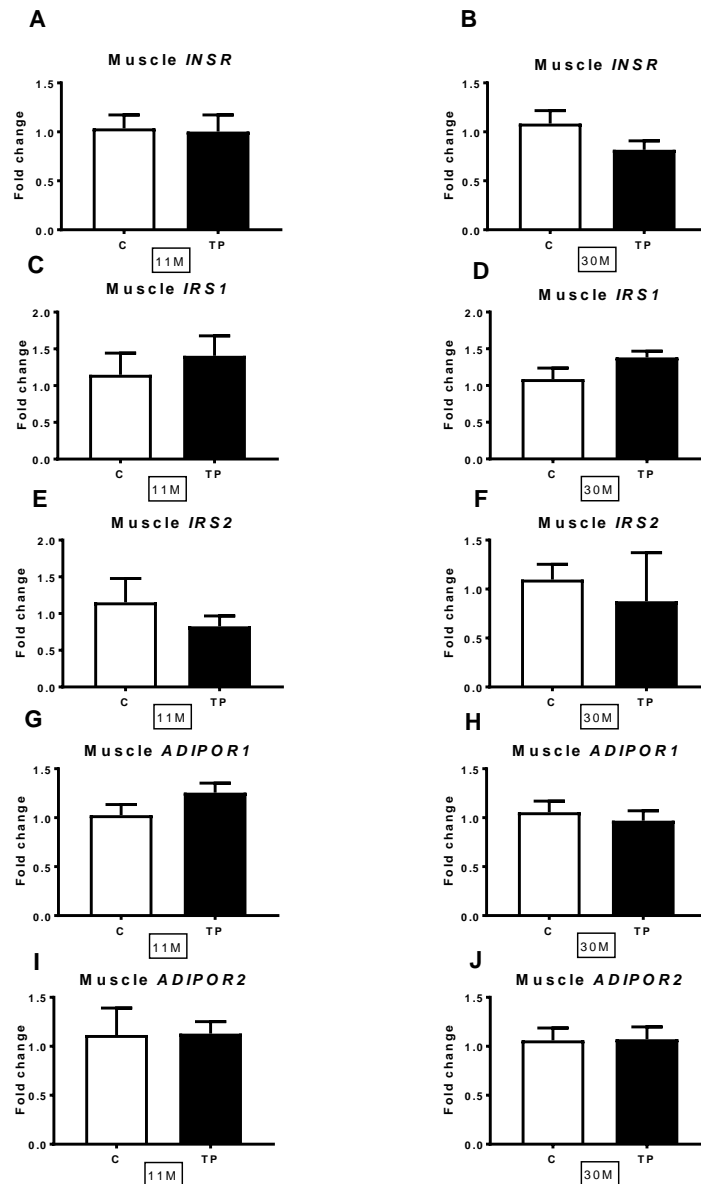 A
Muscle INSR
1.5
1.0
0.5
0.0
Fold change
C TP
11M
B
Muscle INSR
1.5
1.0
0.5
0.0
Fold change
C TP
30M
C
Muscle IRS1
2.0
1.5
1.0
0.5
0.0
Fold change
C TP
11M
D
Muscle IRS1
2.0
1.5
1.0
0.5
0.0
Fold change
C TP
30M
E
Muscle IRS2
2.0
1.5
1.0
0.5
0.0
Fold change
C TP
11M
F
Muscle IRS2
1.5
1.0
0.5
0.0
Fold change
C TP
30M
G
Muscle ADIPOR1
1.5
1.0
0.5
0.0
Fold change
C TP
11M
H
Muscle ADIPOR1
1.5
1.0
0.5
0.0
Fold change
C TP
30M
I
Muscle ADIPOR2
1.5
1.0
0.5
0.0
Fold change
C TP
11M
J
Muscle ADIPOR2
1.5
1.0
0.5
0.0
Fold change
C TP
30M